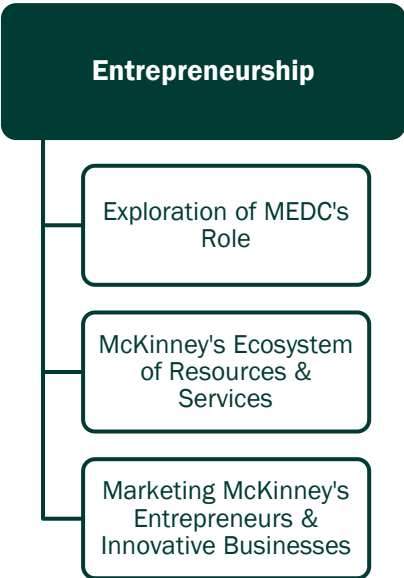 Entrepreneurship
Exploration of MEDC's
Role
McKinney's Ecosystem
of Resources &
Services
Marketing McKinney's
Entrepreneurs &
Innovative Businesses